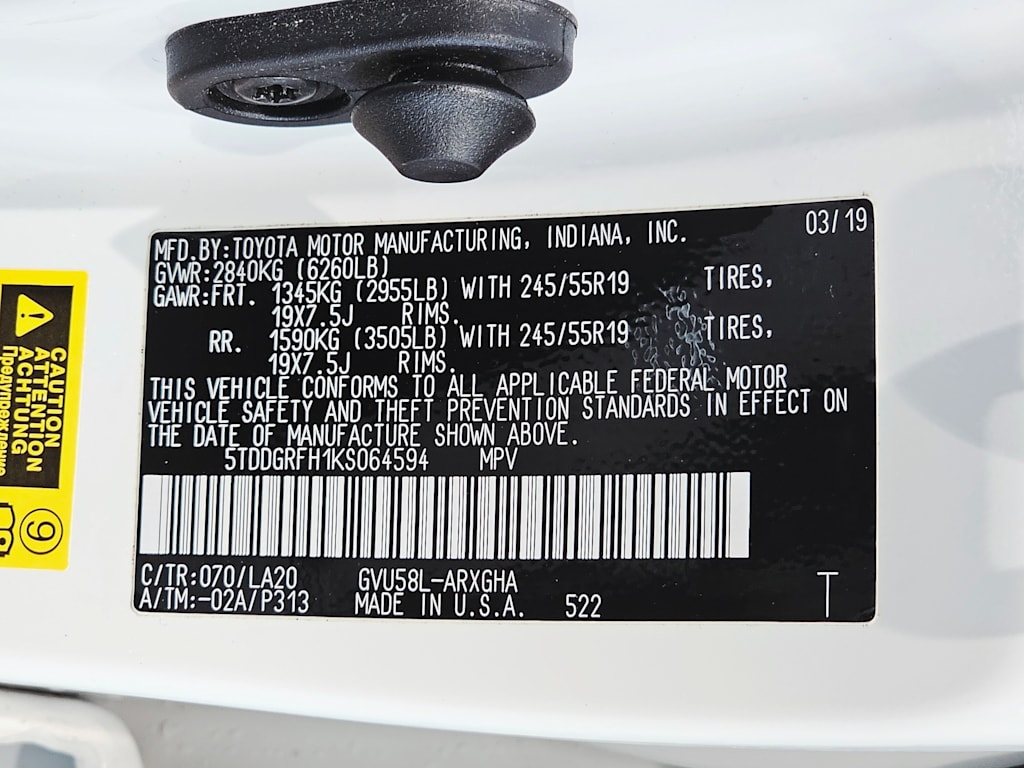 03/19
MFD.BY:TOYOTA MOTOR MANUFACTURING, INDIANA, INC.
GVWR:2840KG (6260LB)
GAWR:FRT. 1345KG (2955LB) WITH 245/55R19 TIRES,
19X7.5J RIMS.
RR. 1590KG (3505LB) WITH 245/55R19 TIRES,
19X7.5J RIMS.
THIS VEHICLE CONFORMS TO ALL APPLICABLE FEDERAL MOTOR
VEHICLE SAFETY AND THEFT PREVENTION STANDARDS IN EFFECT ON
THE DATE OF MANUFACTURE SHOWN ABOVE.
5TDDGRFH1KS064594 MPV
C/TR:070/LA20 GVU58L-ARXGHA
A/TM:-02A/P313 MADE IN U.S.A. 522
T
CAUTION
ATTENTION
ACHTUNG
Предупреждение
9